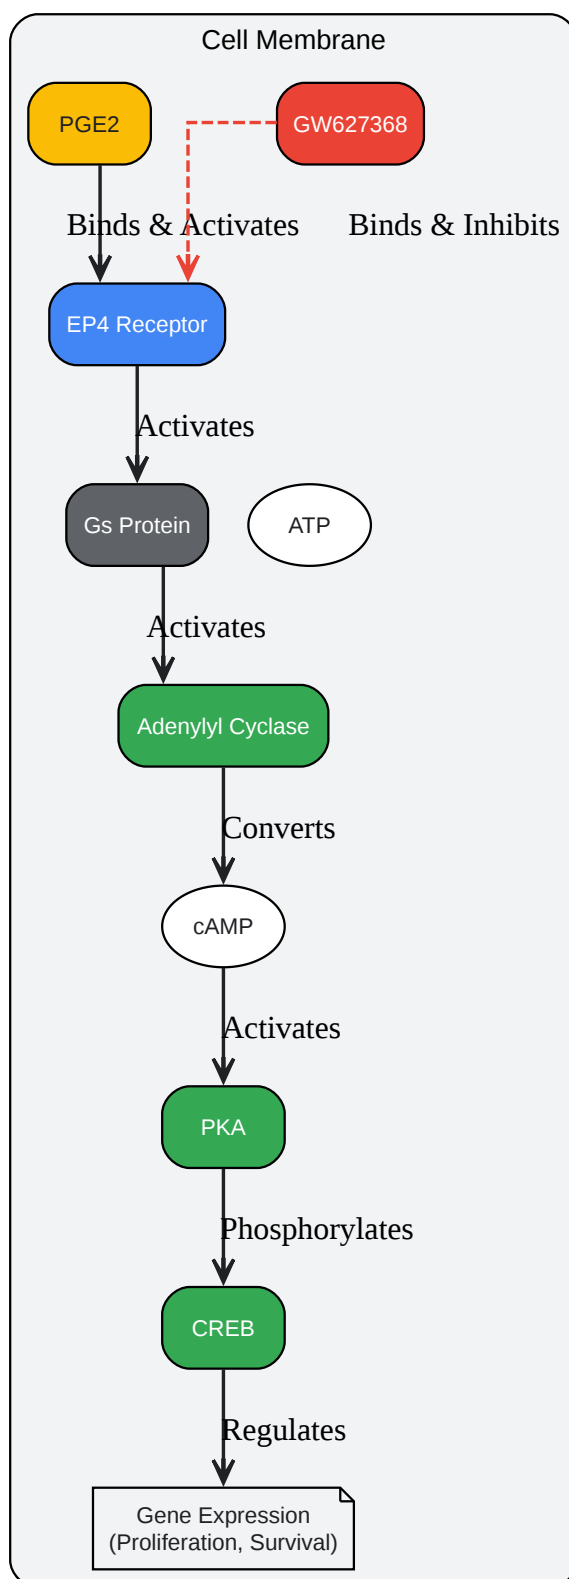 Cell Membrane
PGE2
GW627368
Binds & Activates
Binds & Inhibits
EP4 Receptor
Activates
Gs Protein
ATP
Activates
Adenylyl Cyclase
Converts
cAMP
Activates
PKA
Phosphorylates
CREB
Regulates
Gene Expression
(Proliferation, Survival)